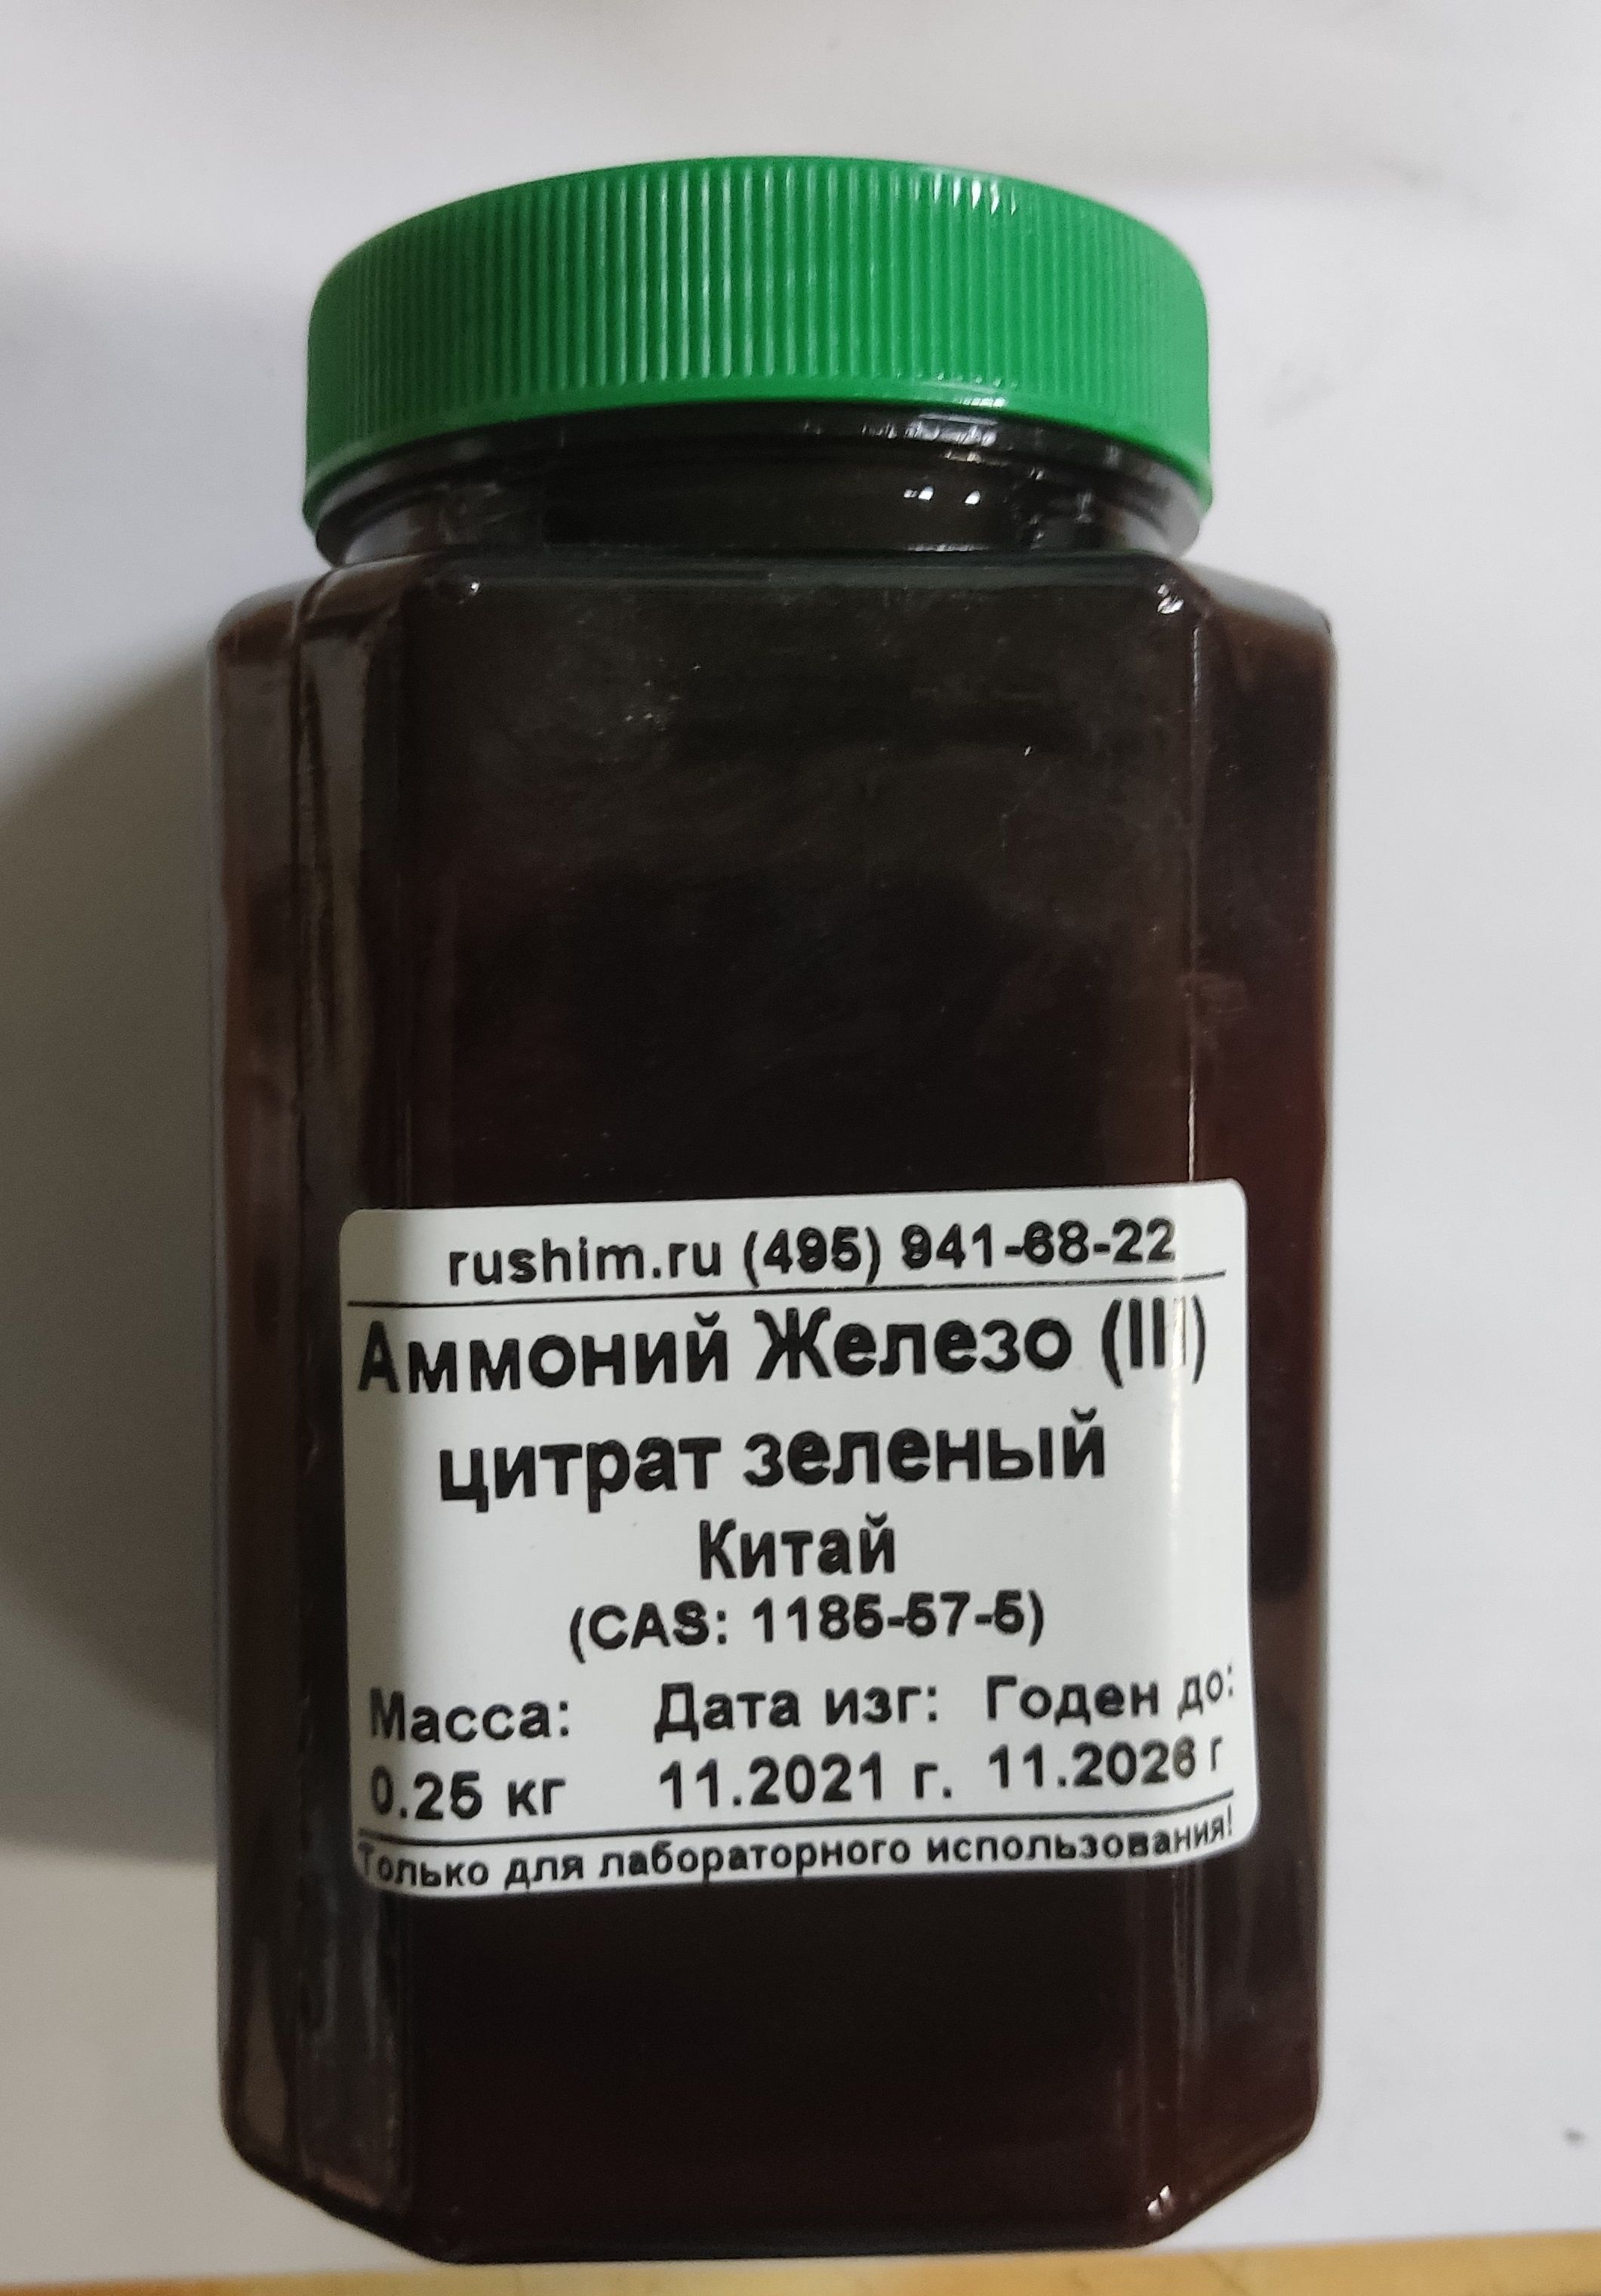 rushim.ru (495) 941-68-22
Аммоний Железо (III)
цитрат зеленый
Китай
(CAS: 1185-57-5)
Масса: Дата изг: Годен до:
0.25 кг 11.2021 г. 11.2026 г
Только для лабораторного использования!